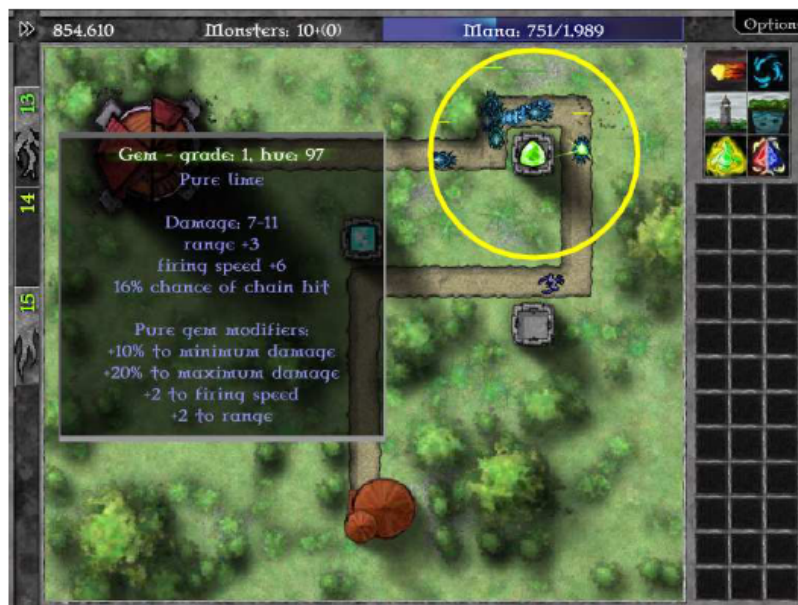 854,610
Monsters: 10+(0)
Mana: 751/1,989
Option
13
14
15
Gem - grade: 1, hue: 97
Pure lime
Damage: 7-11
range +3
firing speed +6
16% chance of chain hit
Pure gem modifiers:
+10% to minimum damage
+20% to maximum damage
+2 to firing speed
+2 to range